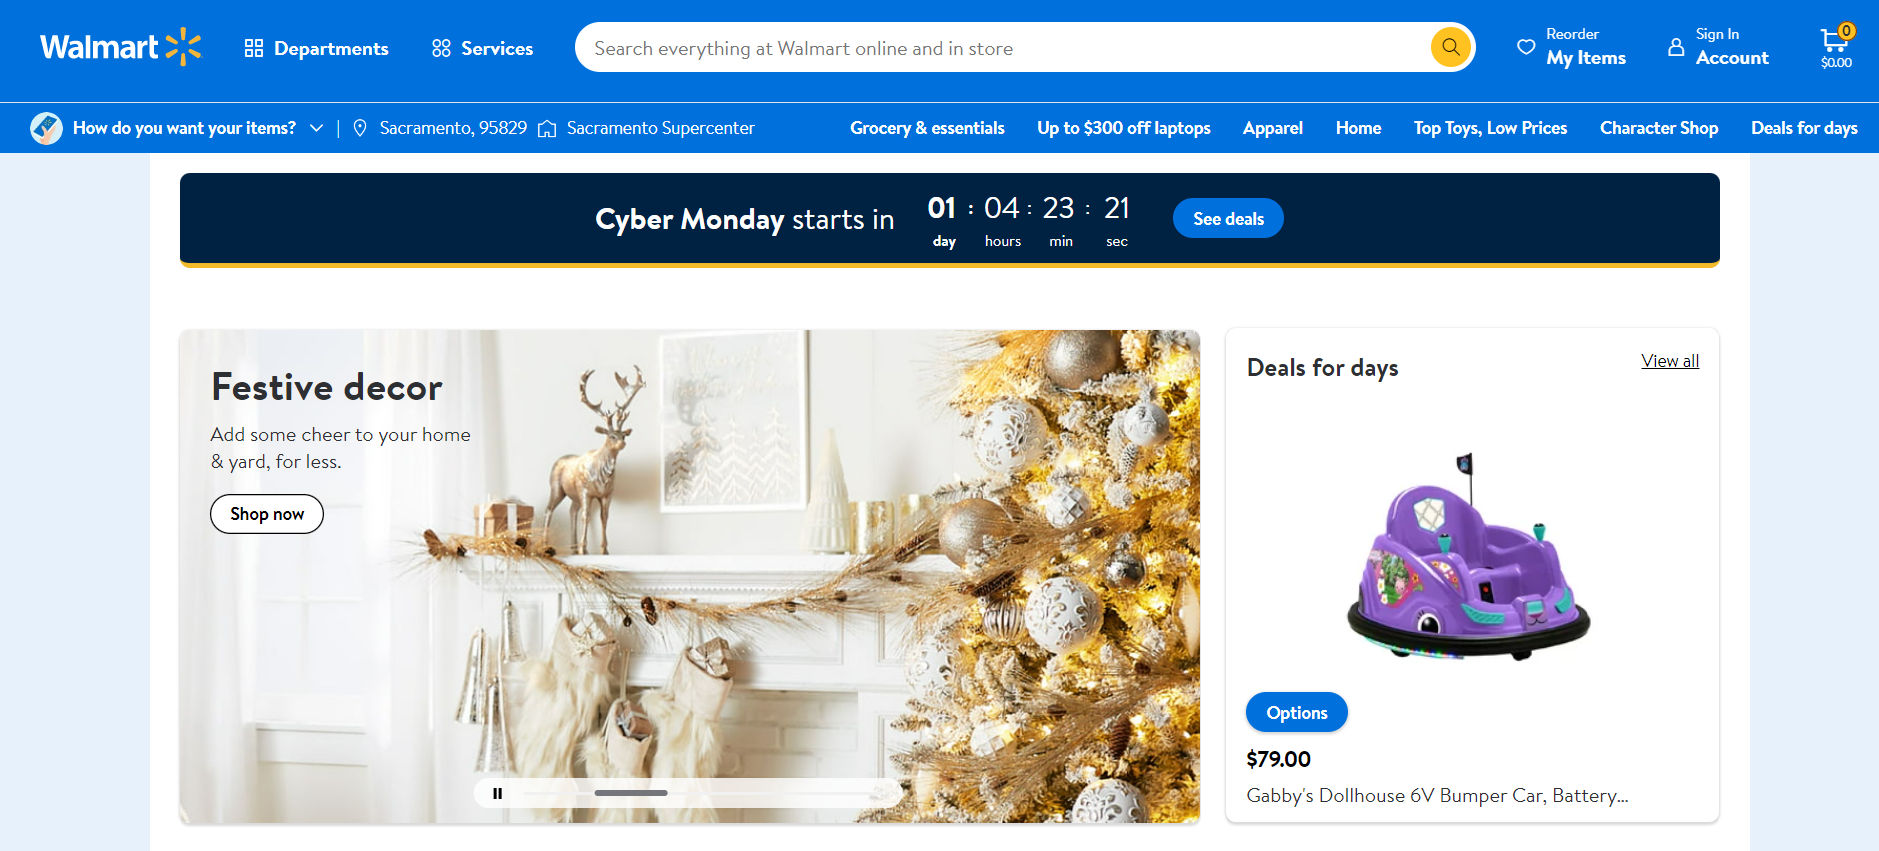 Walmart
Departments
Services
Search everything at Walmart online and in store
Reorder
My Items
Sign In
Account
0
$0.00
How do you want your items?
Sacramento, 95829
Sacramento Supercenter
Grocery & essentials
Up to $300 off laptops
Apparel
Home
Top Toys, Low Prices
Character Shop
Deals for days
Cyber Monday starts in
01 : 04 : 23 : 21
day hours min sec
See deals
Festive decor
Add some cheer to your home
& yard, for less.
Shop now
Deals for days
View all
Options
$79.00
Gabby's Dollhouse 6V Bumper Car, Battery...